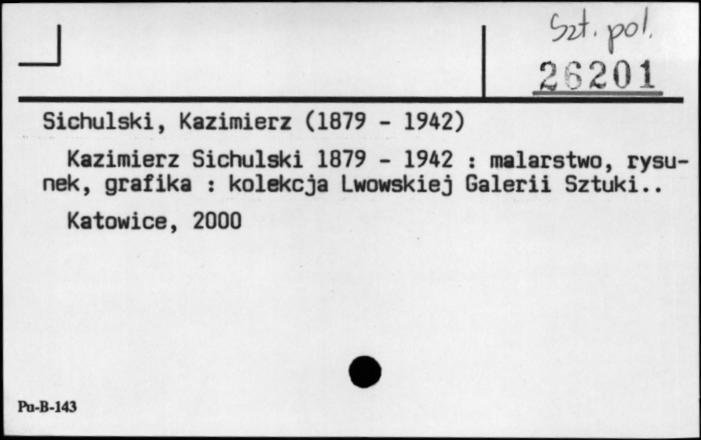 Szt. pol.
26201
Sichulski, Kazimierz (1879 - 1942)
Kazimierz Sichulski 1879 - 1942 : malarstwo, rysu-
nek, grafika : kolekcja Lwowskiej Galerii Sztuki..
Katowice, 2000
Pu-B-143